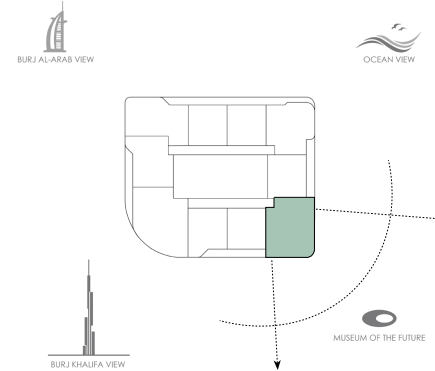 BURJ AL-ARAB VIEW
OCEAN VIEW
MUSEUM OF THE FUTURE
BURJ KHALIFA VIEW